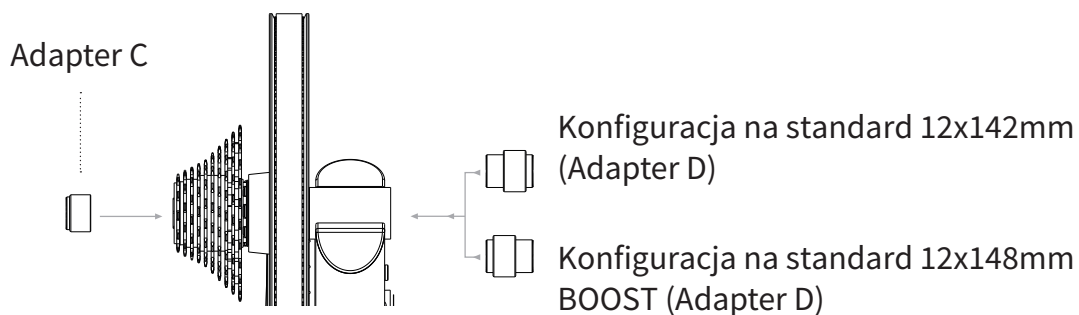 Adapter C
Konfiguracja na standard 12x142mm
(Adapter D)
Konfiguracja na standard 12x148mm
BOOST (Adapter D)